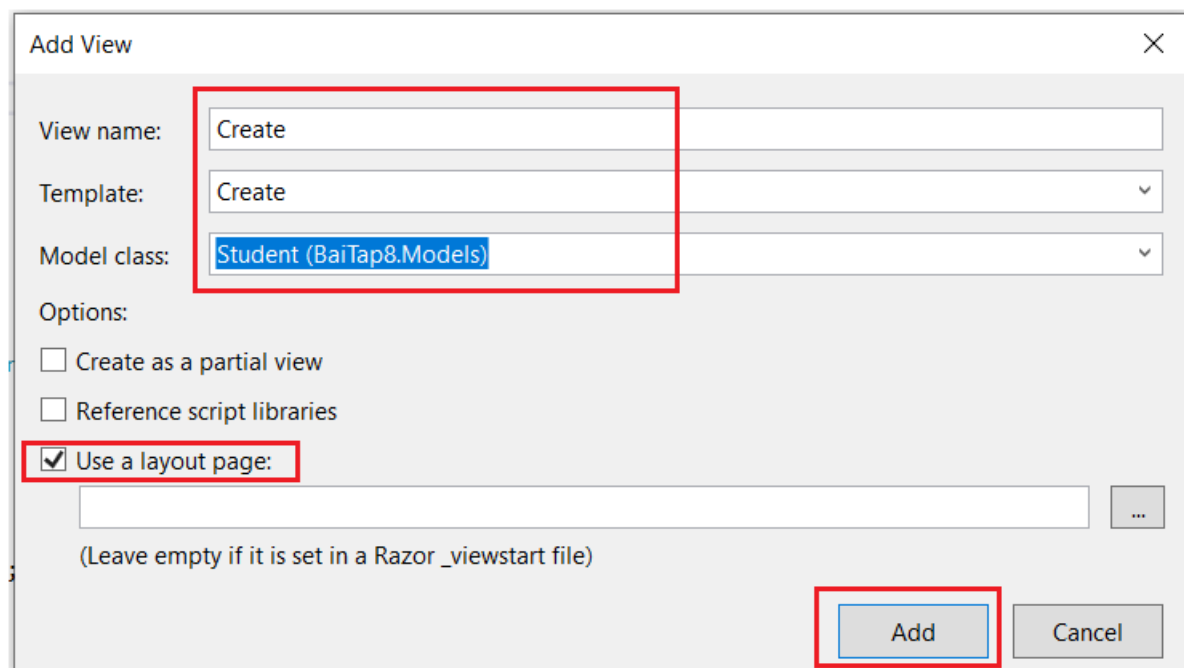 Add View
View name: Create
Template: Create
Model class: Student (BaiTap8.Models)
Options:
Create as a partial view
Reference script libraries
Use a layout page:
...
(Leave empty if it is set in a Razor _viewstart file)
;
Add Cancel